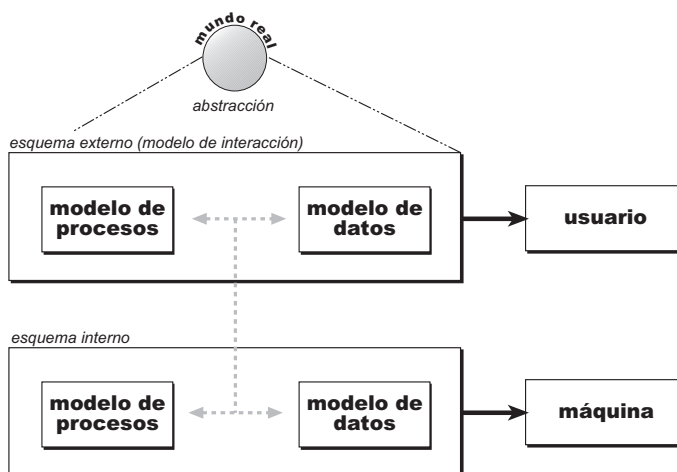 mundo real
abstracción
esquema externo (modelo de interacción)
modelo de
procesos
modelo de
datos
usuario
esquema interno
modelo de
procesos
modelo de
datos
máquina